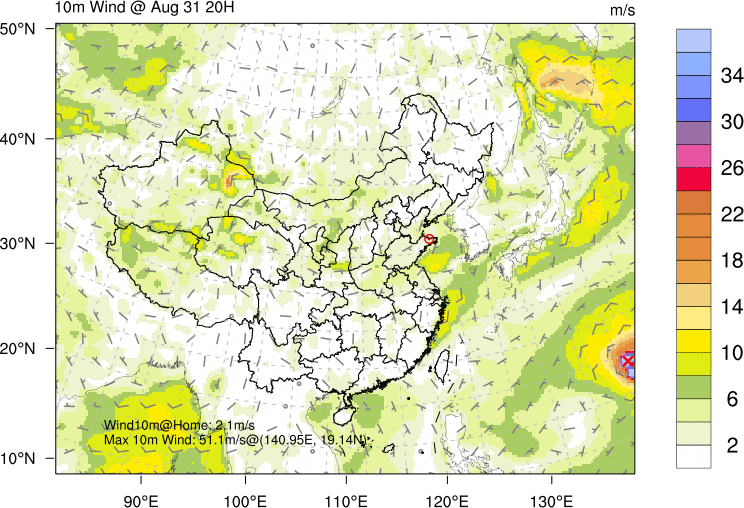 10m Wind @ Aug 31 20H
m/s
50°N
40°N
30°N
20°N
10°N
34
30
26
22
18
14
10
6
2
Wind10m@Home: 2.1m/s
Max 10m Wind: 51.1m/s@(140.95E, 19.14N)
90°E
100°E
110°E
120°E
130°E